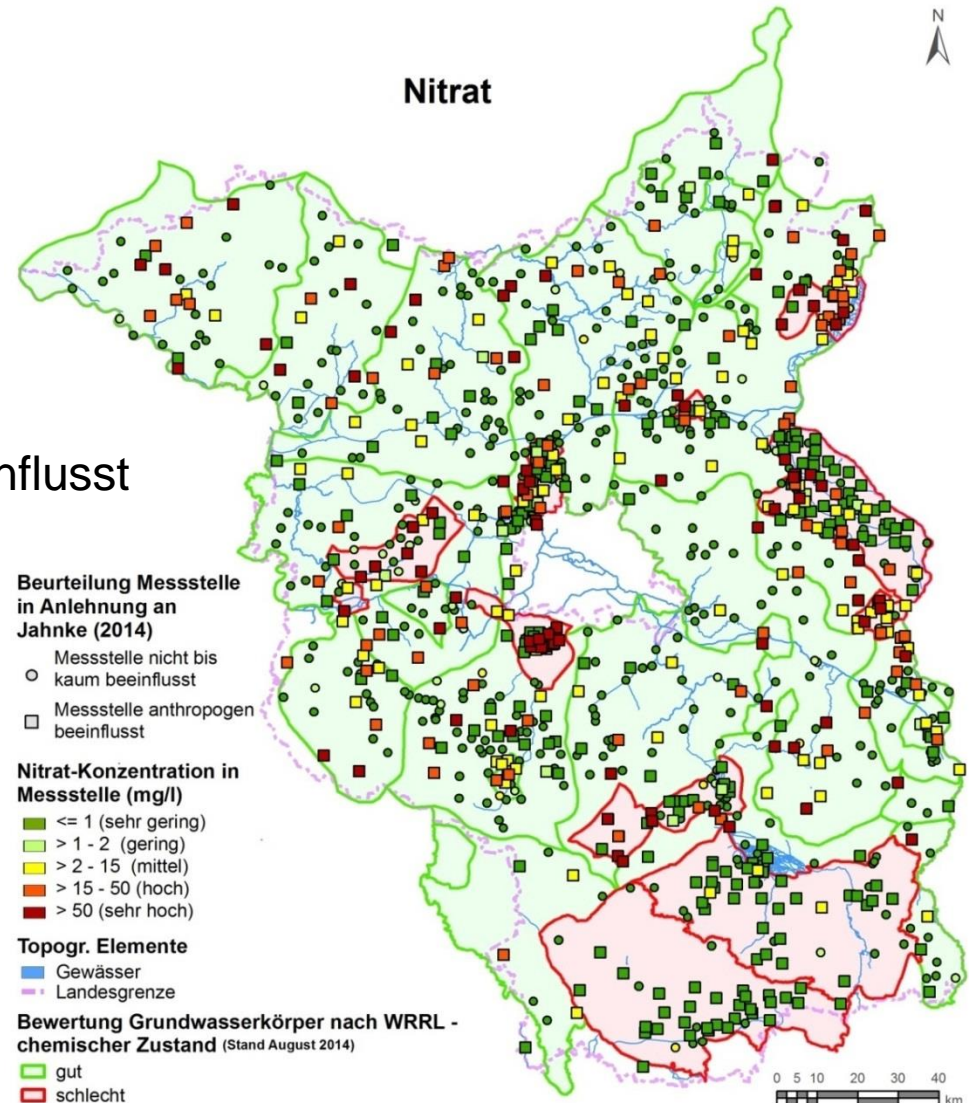 N
Nitrat
nflusst
Beurteilung Messstelle
in Anlehnung an
Jahnke (2014)
Messstelle nicht bis
kaum beeinflusst
Messstelle anthropogen
beeinflusst
Nitrat-Konzentration in
Messstelle (mg/l)
<= 1 (sehr gering)
> 1 - 2 (gering)
> 2 - 15 (mittel)
> 15 - 50 (hoch)
> 50 (sehr hoch)
Topogr. Elemente
Gewässer
Landesgrenze
Bewertung Grundwasserkörper nach WRRL -
chemischer Zustand (Stand August 2014)
gut
schlecht
0 5 10 20 30 40
km